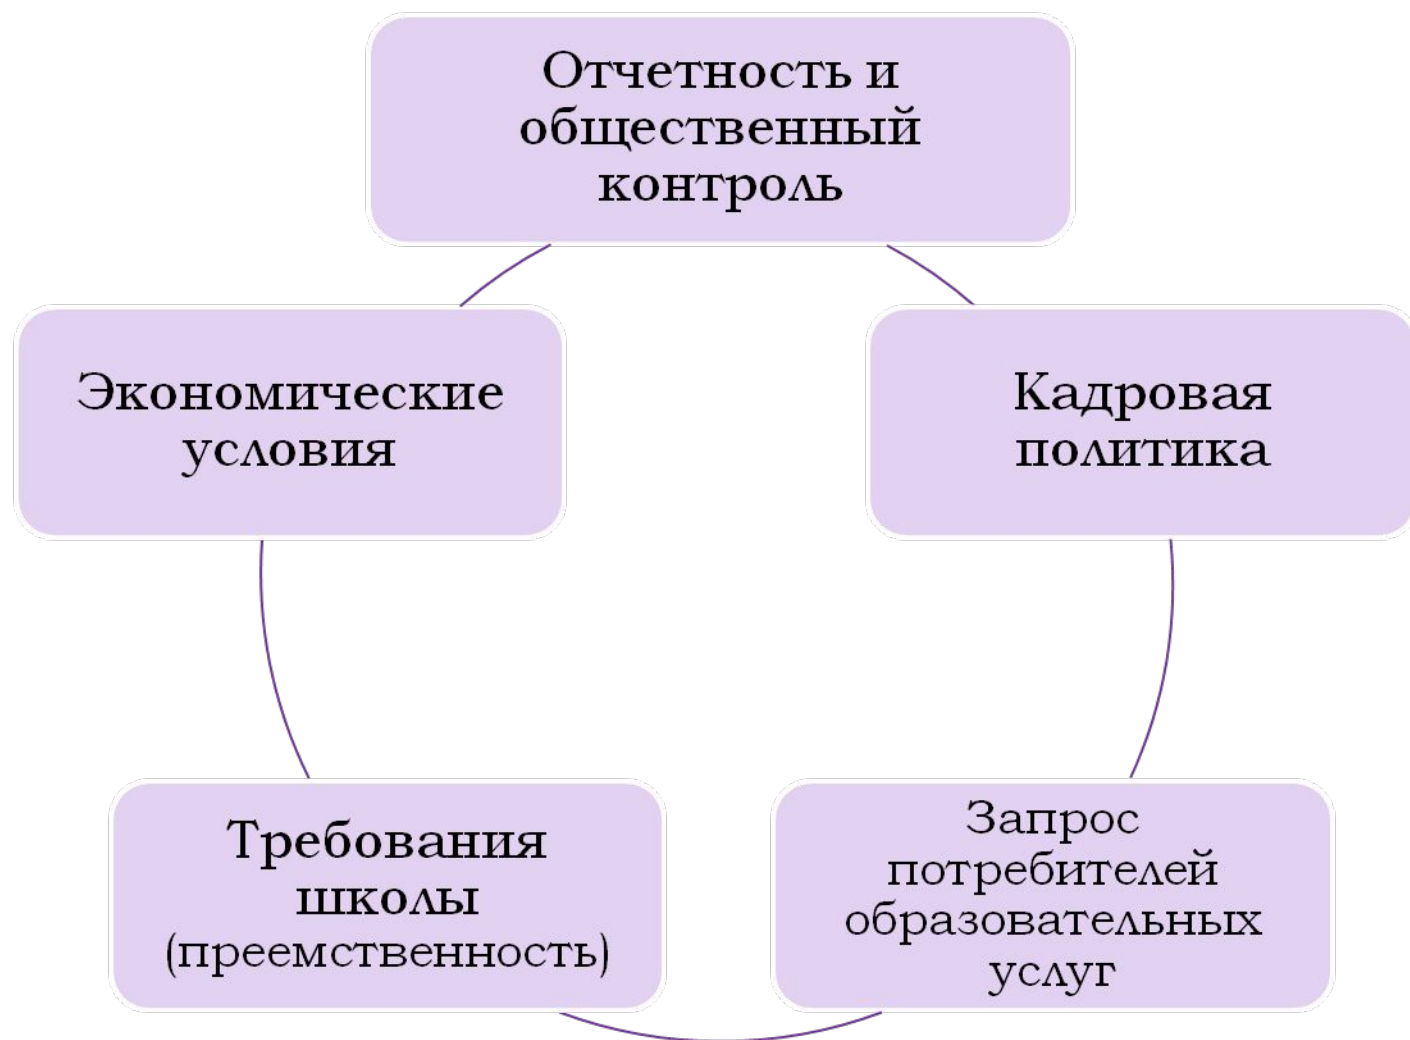 Отчетность и
общественный
контроль
Экономические
условия
Кадровая
политика
Требования
школы
(преемственность)
Запрос
потребителей
образовательных
услуг